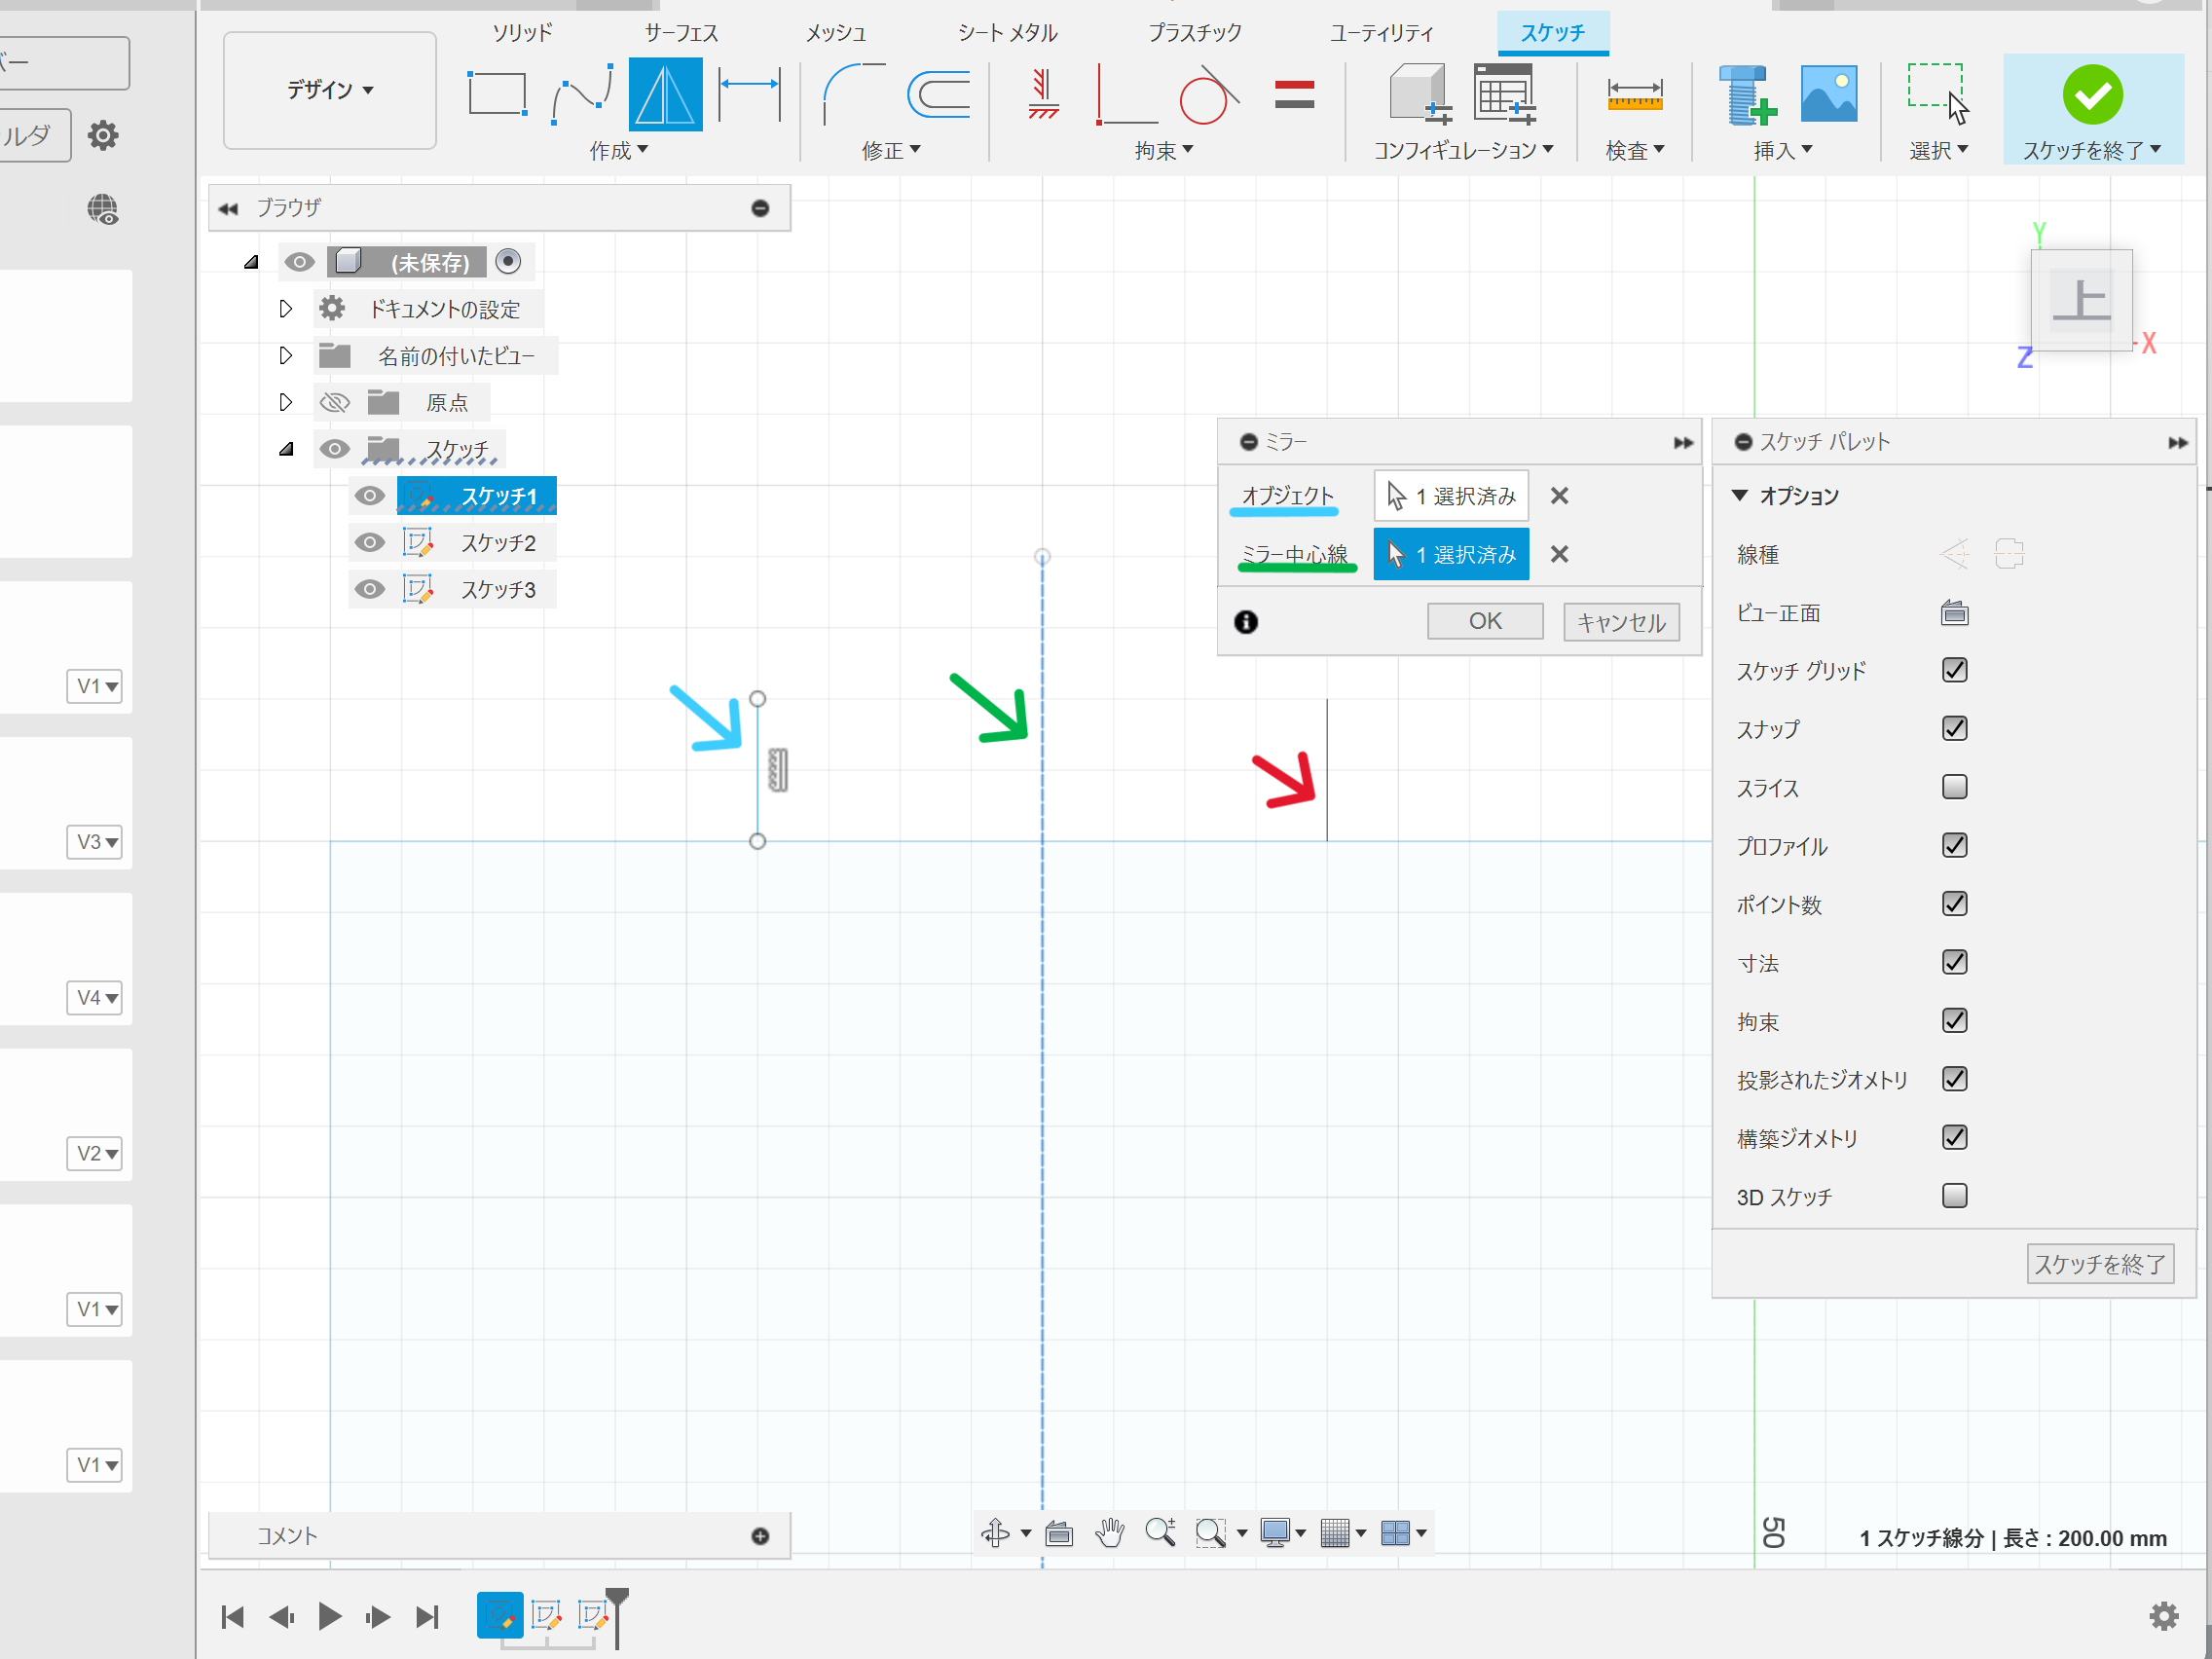 ソリッド
サーフェス
メッシュ
シート メタル
プラスチック
ユーティリティ
スケッチ
バー
デザイン
ルダ
作成
修正
拘束
コンフィギュレーション
検査
挿入
選択
スケッチを終了
ブラウザ
(未保存)
ドキュメントの設定
名前の付いたビュー
原点
スケッチ
スケッチ1
スケッチ2
スケッチ3
Y
上
X
Z
ミラー
オブジェクト
1 選択済み
ミラー中心線
1 選択済み
OK
キャンセル
スケッチ パレット
オプション
線種
ビュー正面
スケッチ グリッド
スナップ
スライス
プロファイル
ポイント数
寸法
拘束
投影されたジオメトリ
構築ジオメトリ
3D スケッチ
スケッチを終了
V1
V3
V4
V2
V1
V1
コメント
50
1 スケッチ線分 | 長さ : 200.00 mm